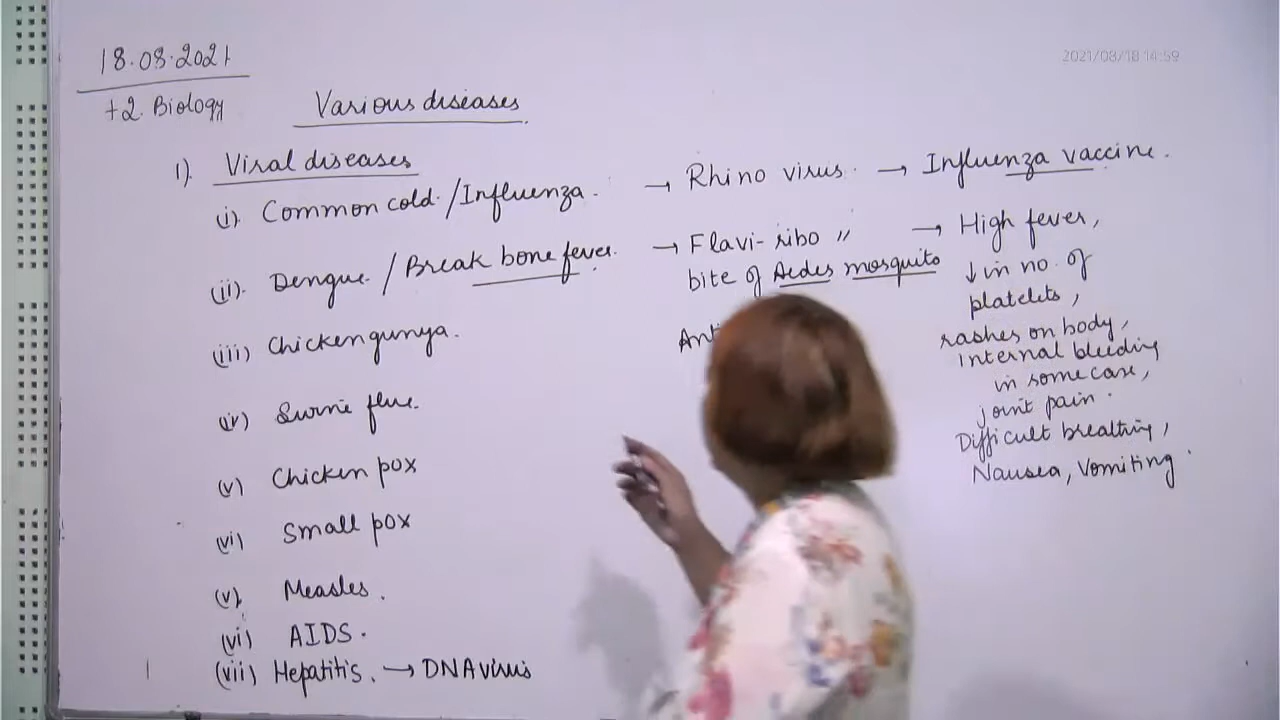 18.08.2021
2021/08/18 14:59
+2. Biology
Various diseases
1). Viral diseases
(i). Common cold. /Influenza. → Rhino virus. → Influenza vaccine.
(ii). Dengue / Break bone fever. → Flavi-ribo " → High fever,
bite of Aedes mosquito
↓ in no. of
platelets,
(iii) Chickengunya.
rashes on body,
internal bleeding
in some case,
joint pain.
Difficult breathing,
Nausea, Vomiting.
(iv) Swine flue.
(v) Chicken pox
(vi) Small pox
(v). Measles.
(vi) AIDS.
(vii) Hepatitis. → DNA virus